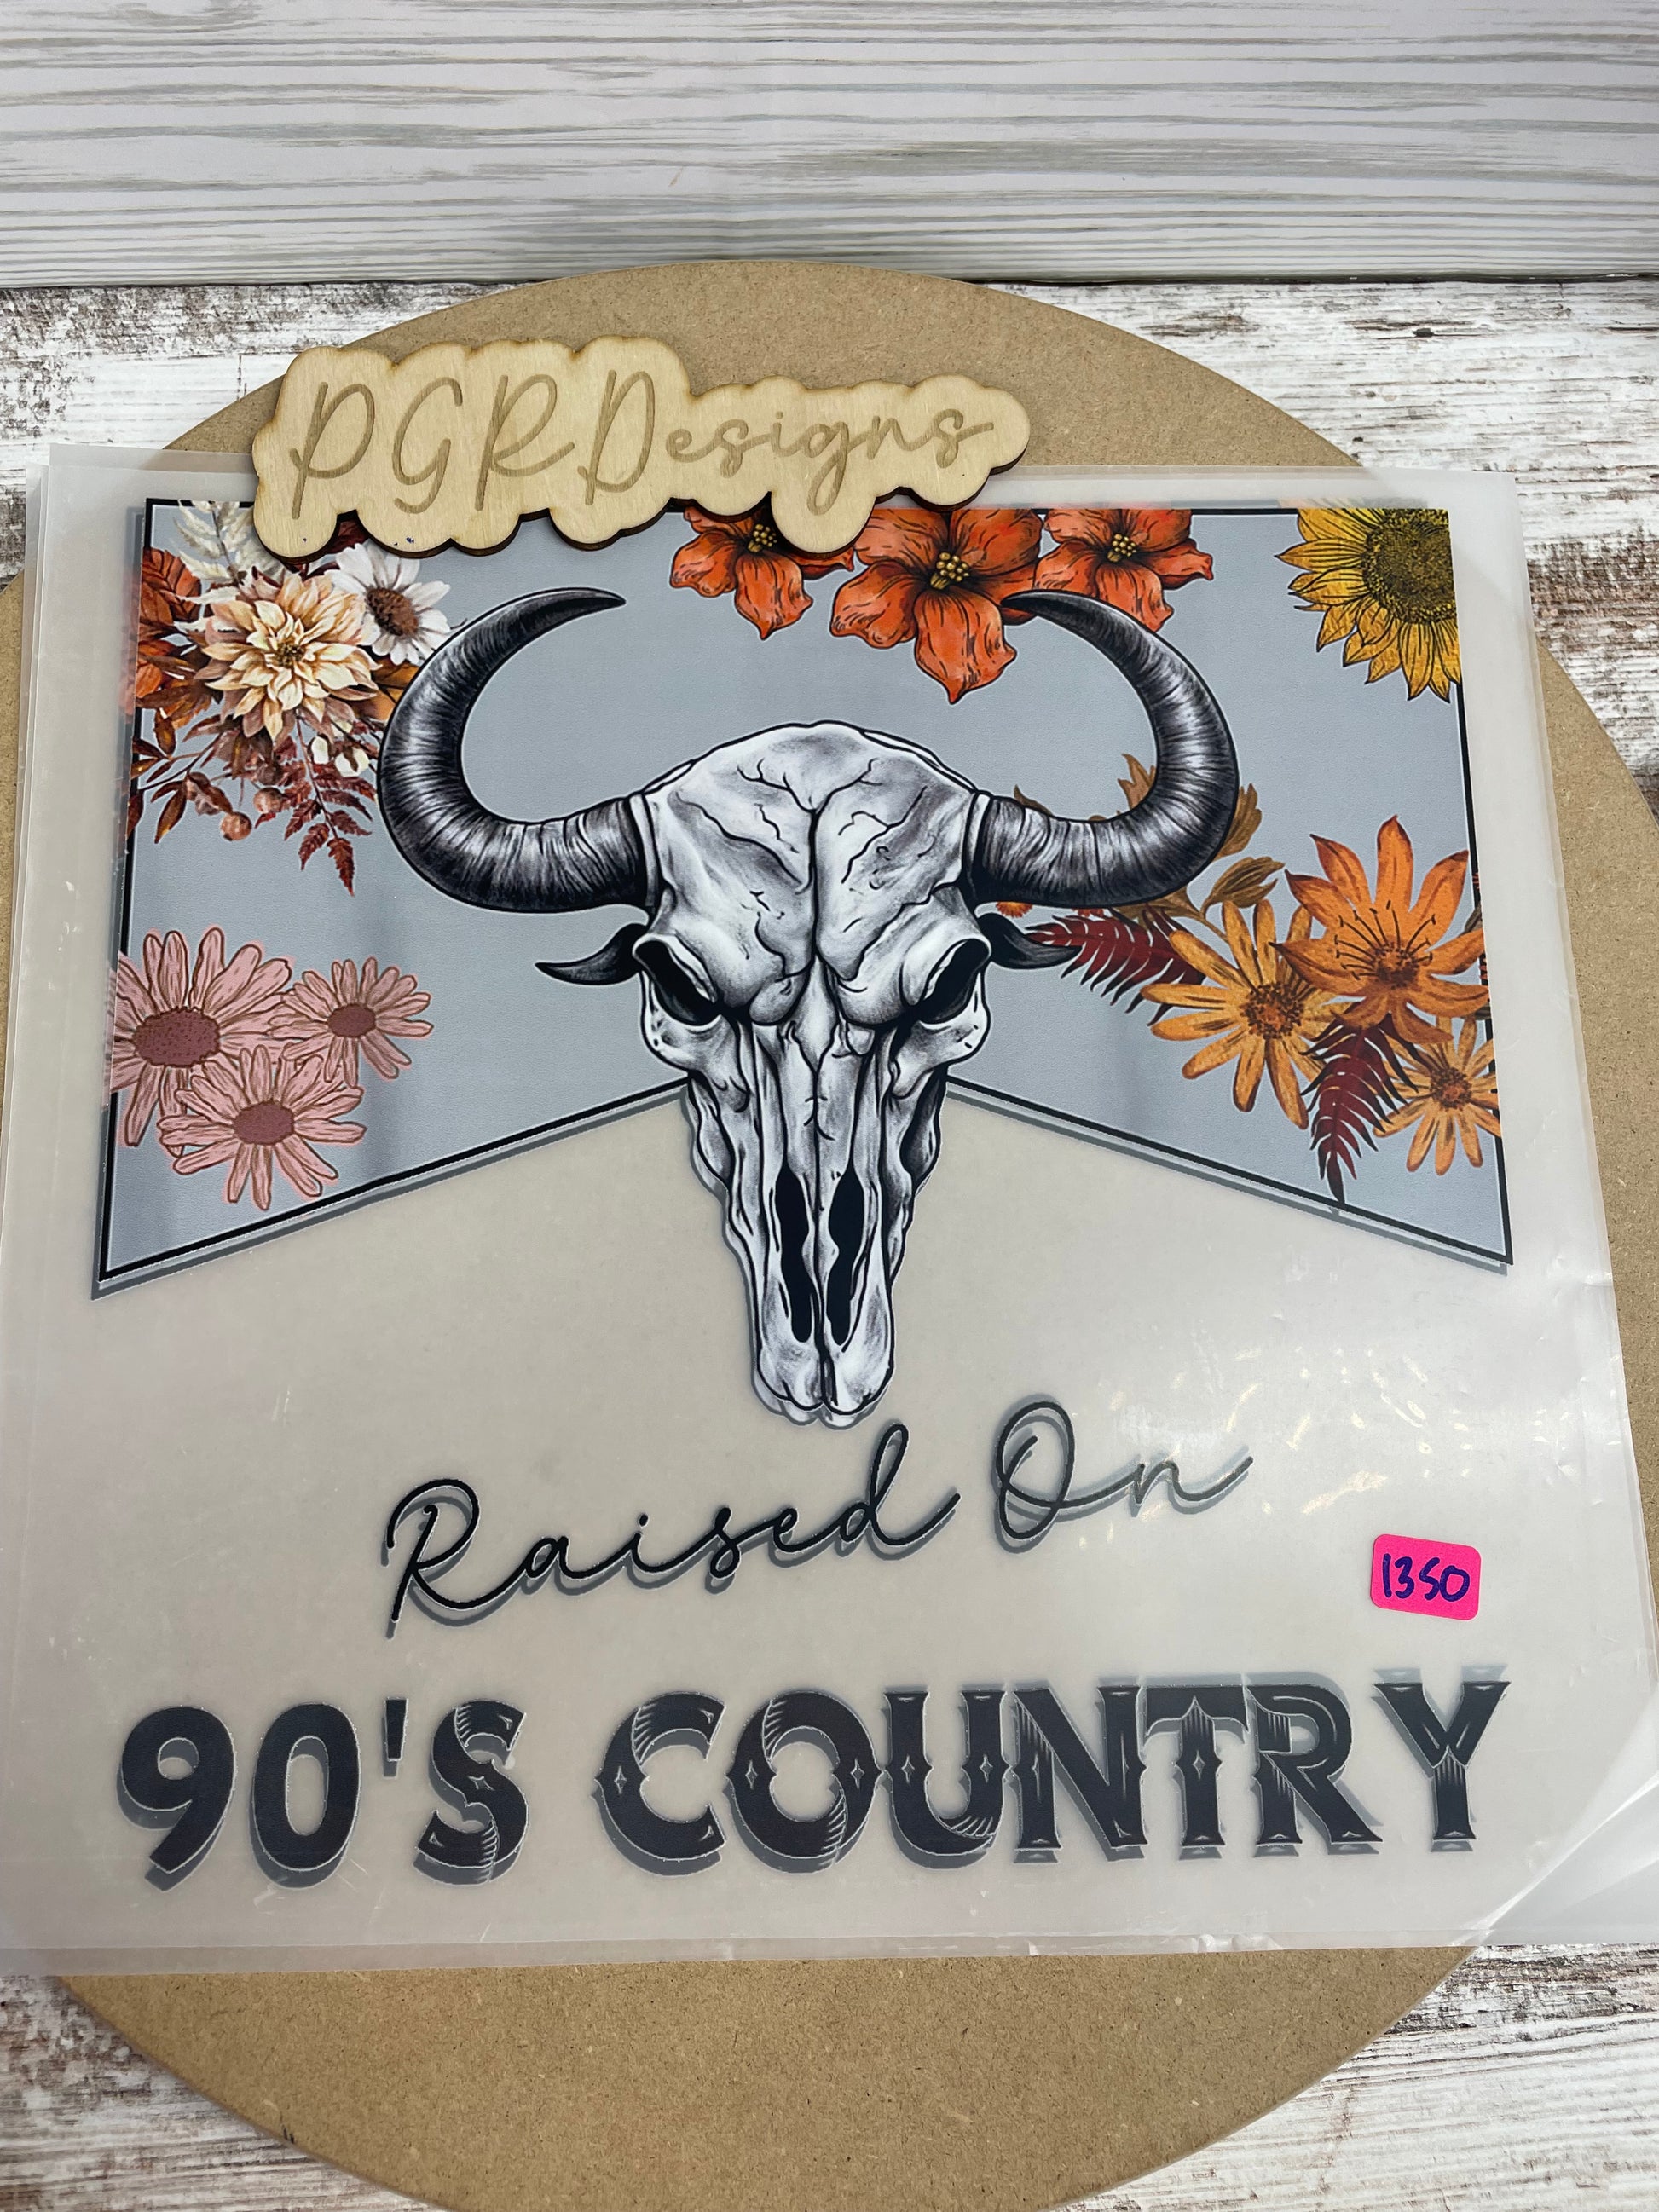 PGRDesigns
Raised On
1350
90'S COUNTRY